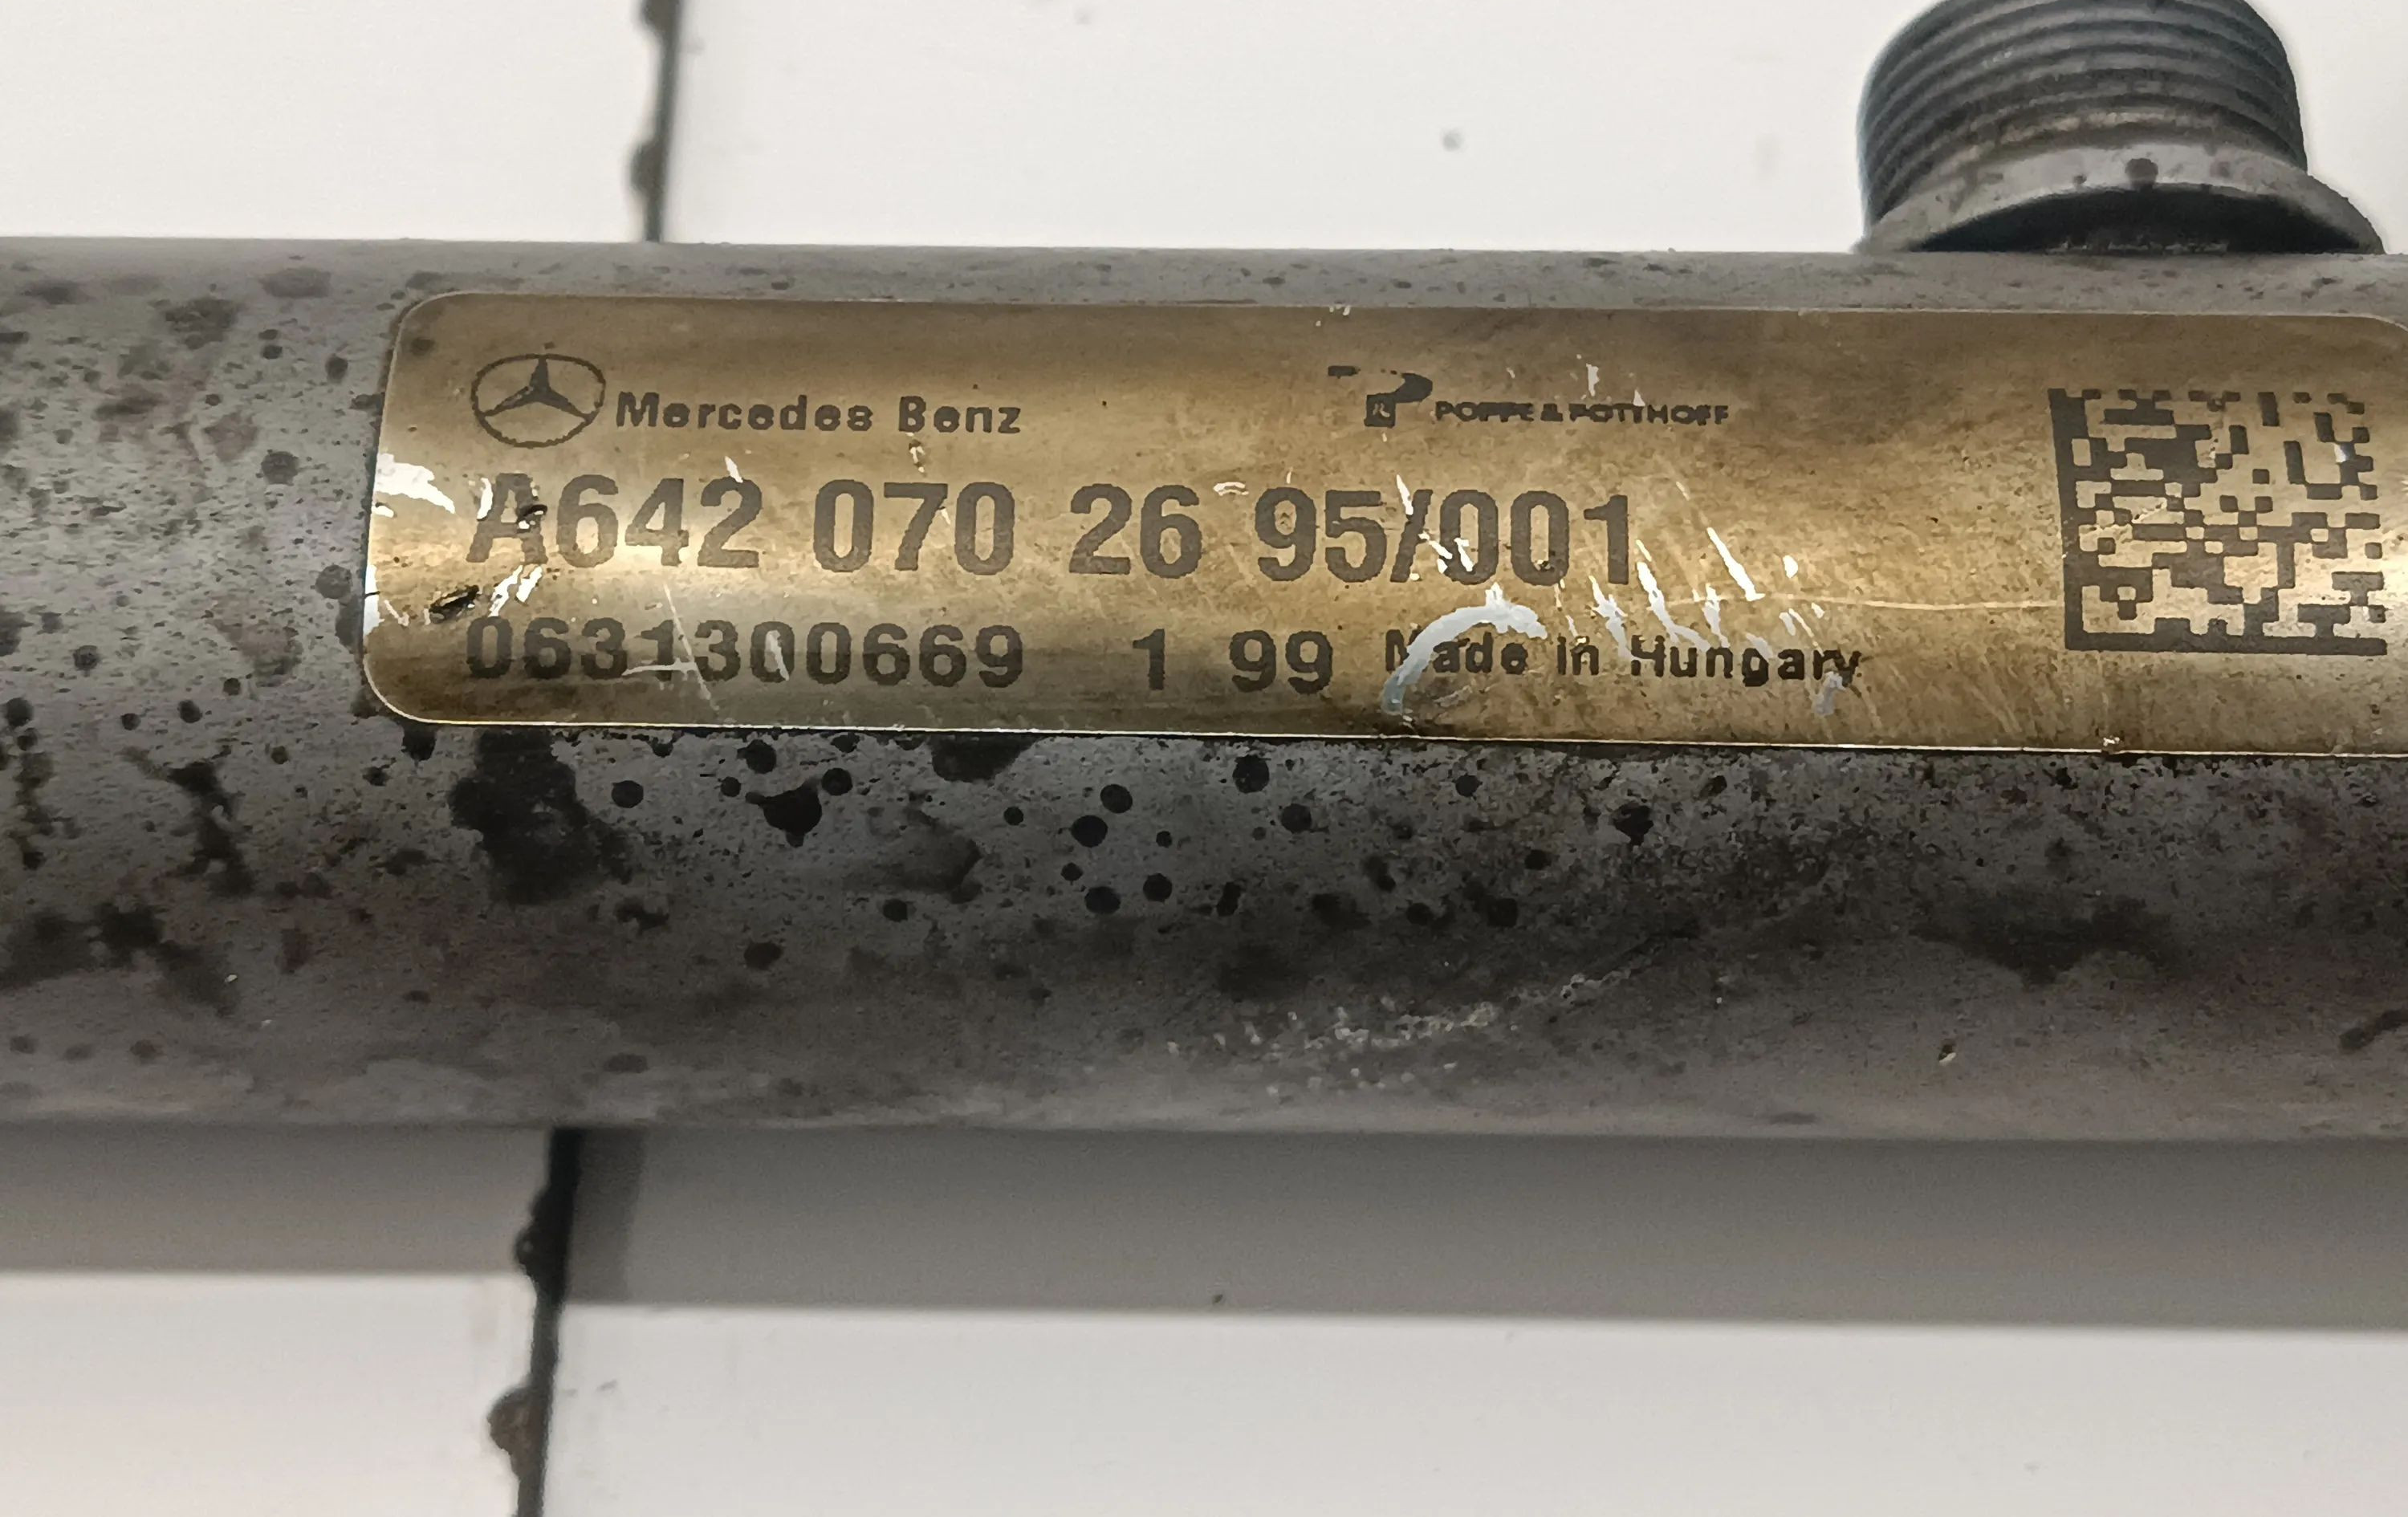 Mercedes Benz POPPE & POTTHOFF
A642 070 26 95/001
0631300669 1 99 Made in Hungary